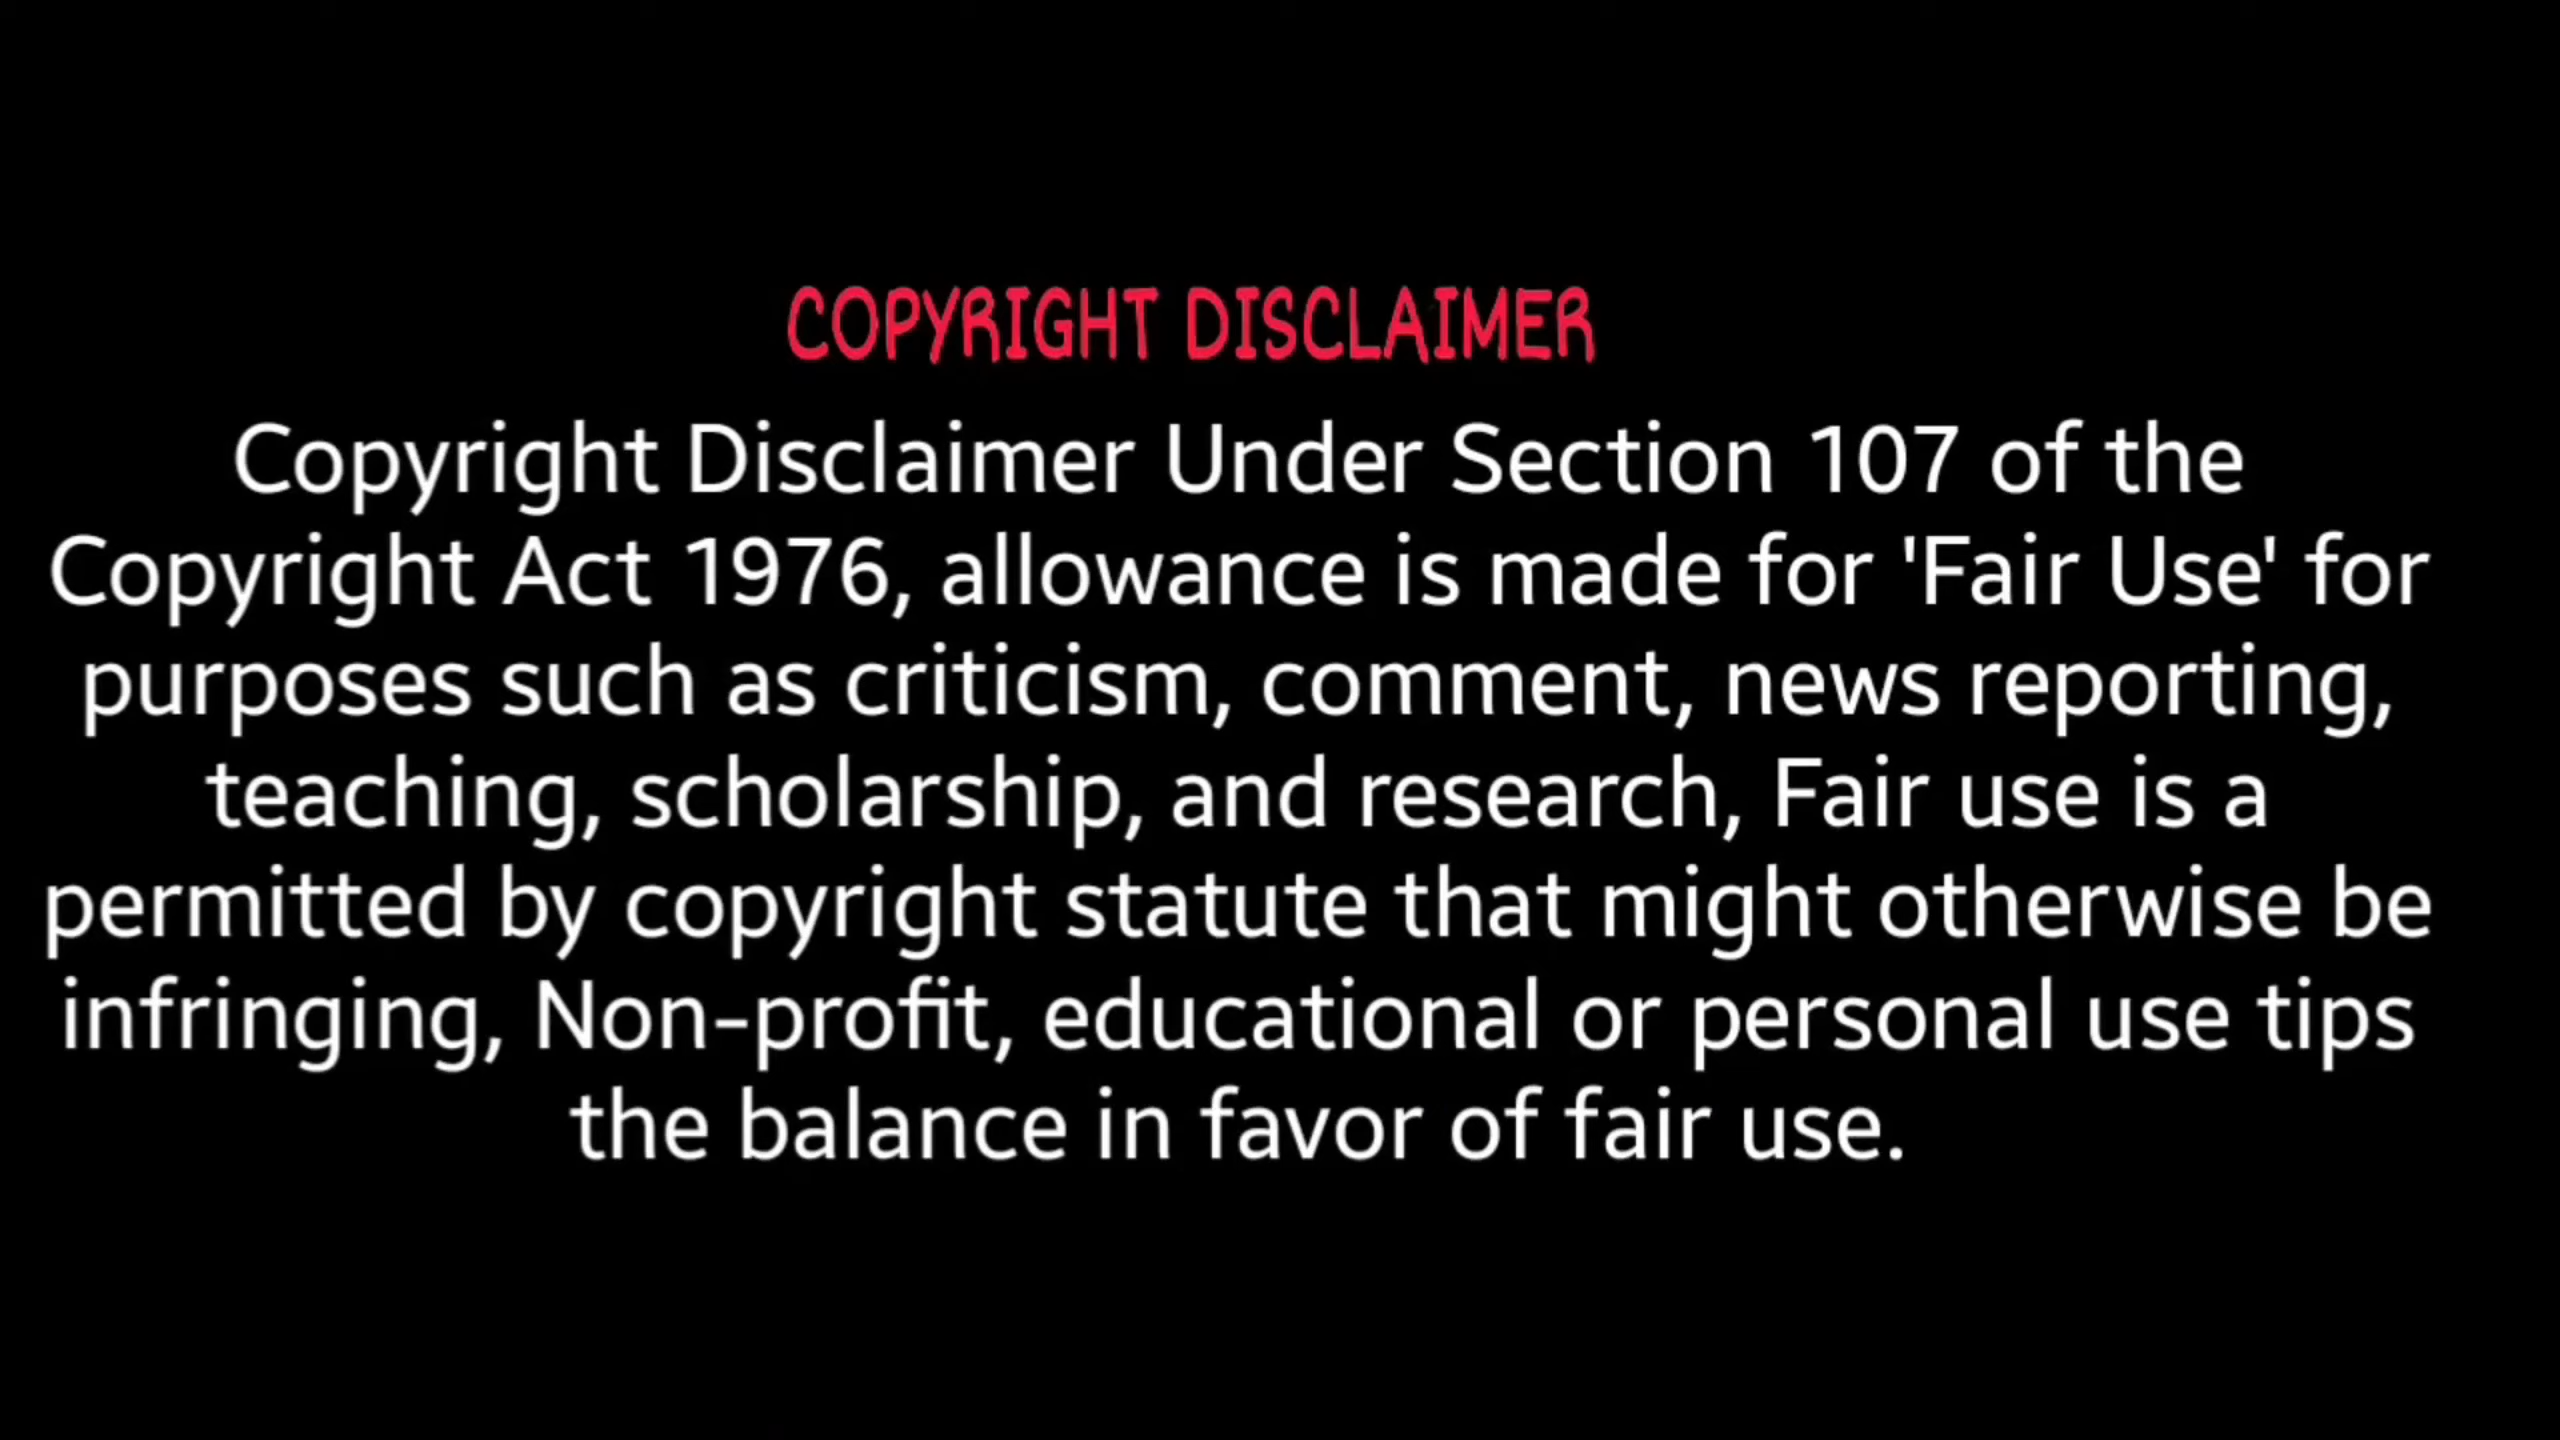 COPYRIGHT DISCLAIMER
Copyright Disclaimer Under Section 107 of the
Copyright Act 1976, allowance is made for 'Fair Use' for
purposes such as criticism, comment, news reporting,
teaching, scholarship, and research, Fair use is a
permitted by copyright statute that might otherwise be
infringing, Non-profit, educational or personal use tips
the balance in favor of fair use.